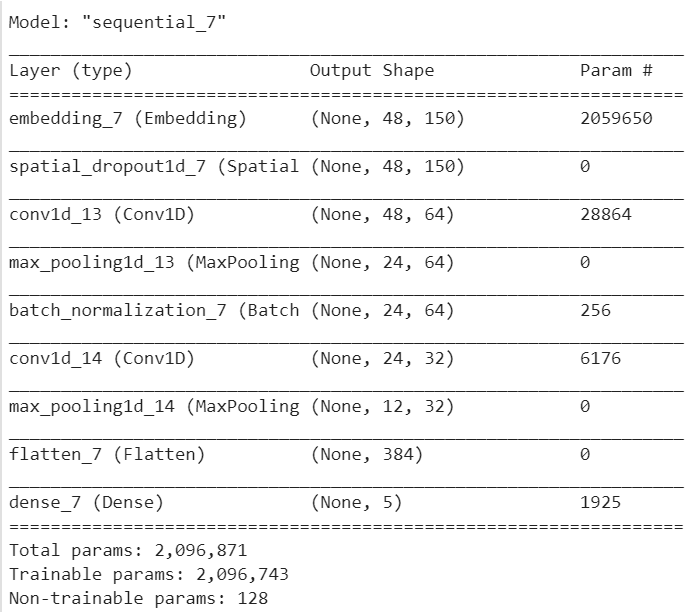 Model: "sequential_7"
_________________________________________________________________
Layer (type)                 Output Shape              Param #
=================================================================
embedding_7 (Embedding)      (None, 48, 150)           2059650
_________________________________________________________________
spatial_dropout1d_7 (Spatial (None, 48, 150)           0
_________________________________________________________________
conv1d_13 (Conv1D)           (None, 48, 64)            28864
_________________________________________________________________
max_pooling1d_13 (MaxPooling (None, 24, 64)            0
_________________________________________________________________
batch_normalization_7 (Batch (None, 24, 64)            256
_________________________________________________________________
conv1d_14 (Conv1D)           (None, 24, 32)            6176
_________________________________________________________________
max_pooling1d_14 (MaxPooling (None, 12, 32)            0
_________________________________________________________________
flatten_7 (Flatten)          (None, 384)               0
_________________________________________________________________
dense_7 (Dense)              (None, 5)                 1925
=================================================================
Total params: 2,096,871
Trainable params: 2,096,743
Non-trainable params: 128